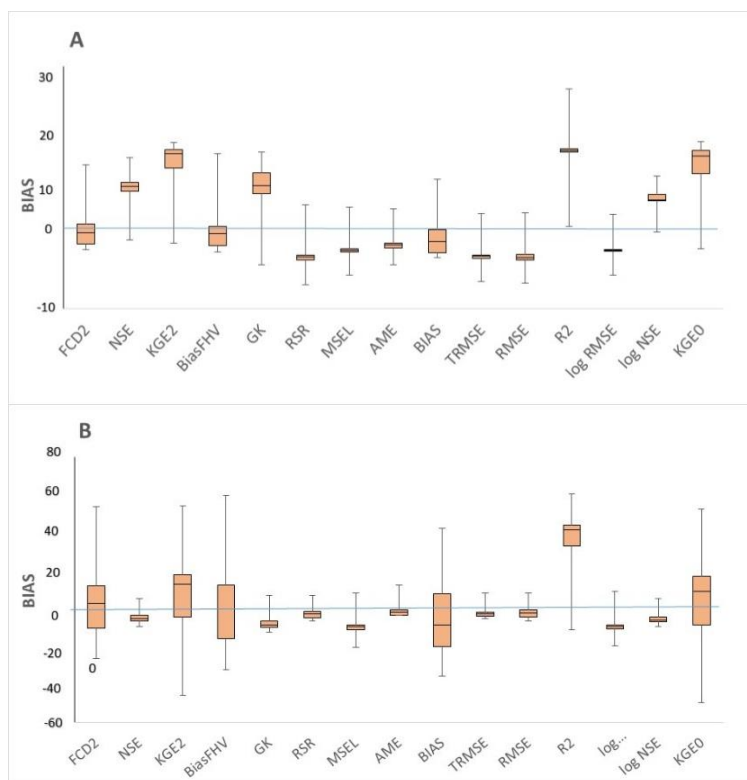 A
30
20
10
0
-10
BIAS
FCD2
NSE
KGE2
BiasFHV
GK
RSR
MSEL
AME
BIAS
TRMSE
RMSE
R2
log RMSE
log NSE
KGE0
B
80
60
40
20
0
-20
-40
-60
BIAS
0
FCD2
NSE
KGE2
BiasFHV
GK
RSR
MSEL
AME
BIAS
TRMSE
RMSE
R2
log...
log NSE
KGE0